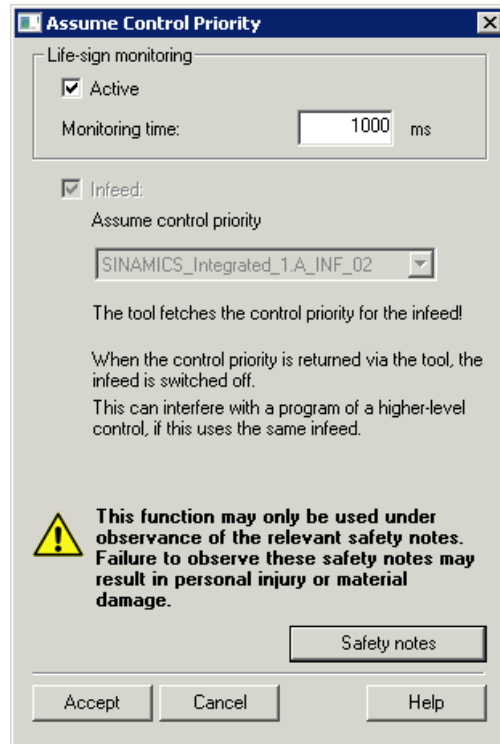 Assume Control Priority
Life-sign monitoring
Active
Monitoring time: 1000 ms
Infeed:
Assume control priority
SINAMICS_Integrated_1.A_INF_02
The tool fetches the control priority for the infeed!
When the control priority is returned via the tool, the
infeed is switched off.
This can interfere with a program of a higher-level
control, if this uses the same infeed.
This function may only be used under
observance of the relevant safety notes.
Failure to observe these safety notes may
result in personal injury or material
damage.
Safety notes
Accept Cancel Help